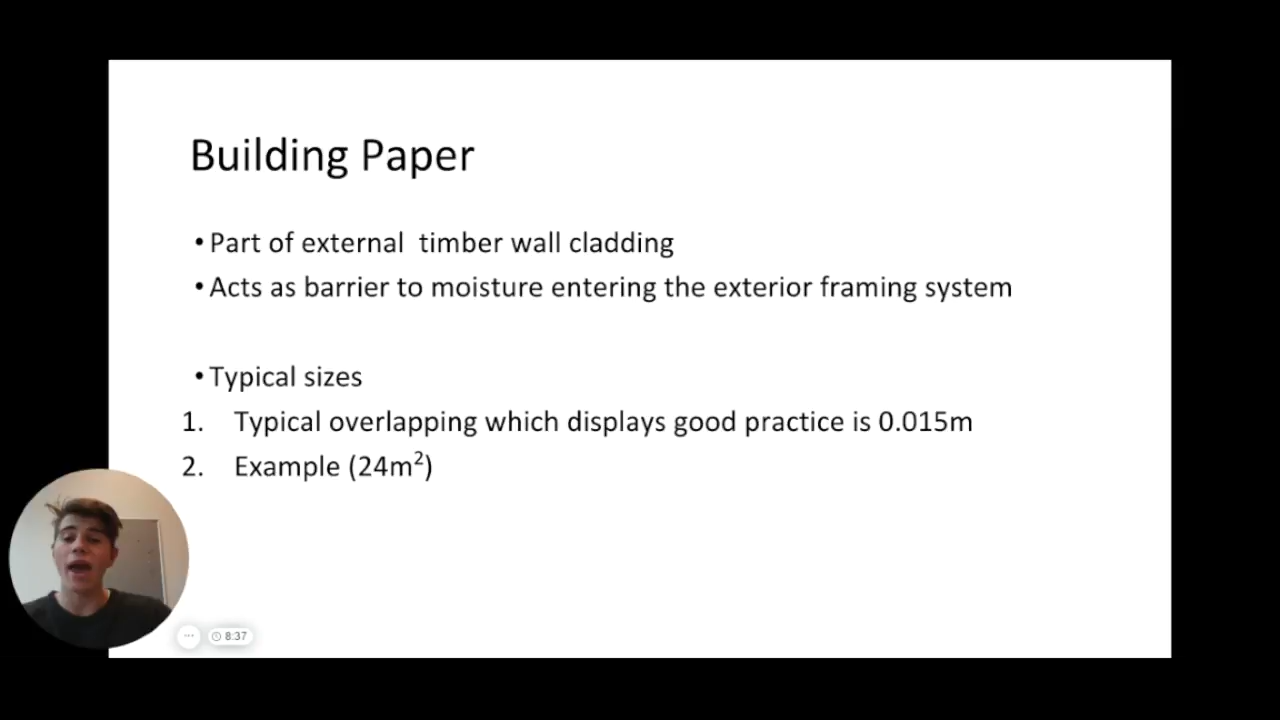 Building Paper
• Part of external  timber wall cladding
• Acts as barrier to moisture entering the exterior framing system
• Typical sizes
1. Typical overlapping which displays good practice is 0.015m
2. Example (24m²)
8:37